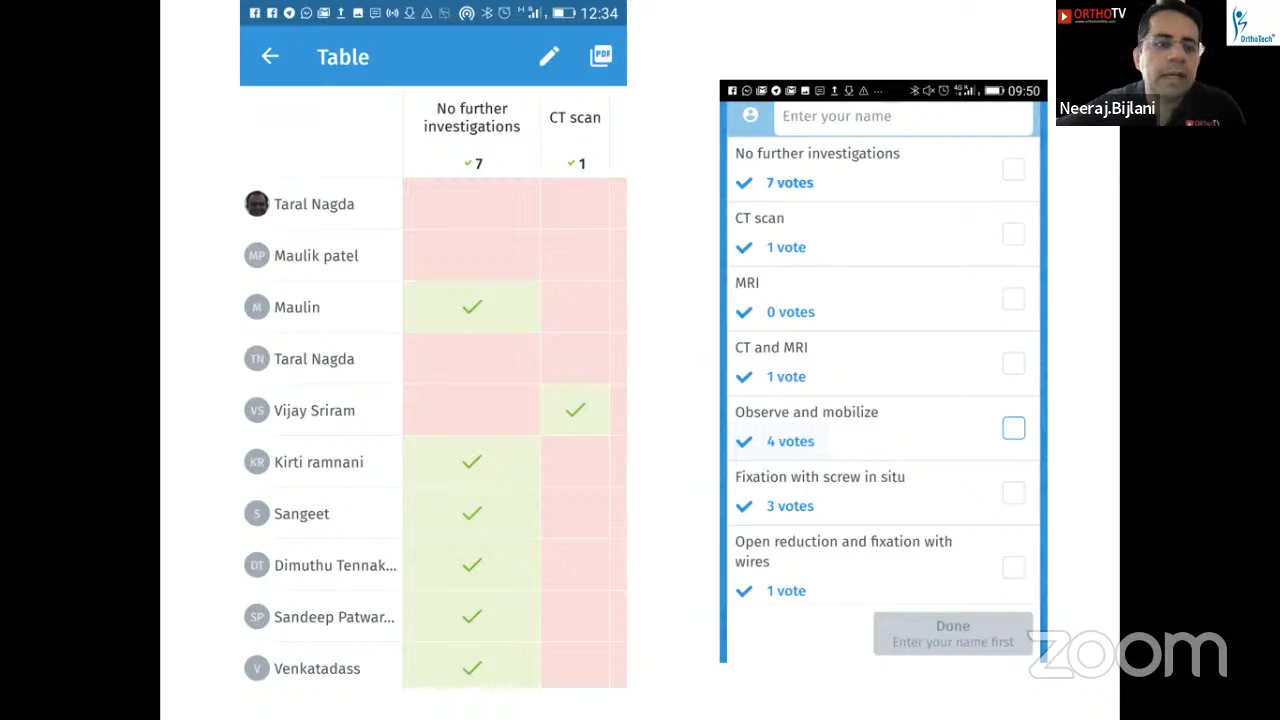 12:34
Table
PDF
No further
investigations
CT scan
7
1
Taral Nagda
MP Maulik patel
M Maulin
TN Taral Nagda
VS Vijay Sriram
KR Kirti ramnani
S Sangeet
DT Dimuthu Tennak...
SP Sandeep Patwar...
V Venkatadass
09:50
Enter your name
No further investigations
7 votes
CT scan
1 vote
MRI
0 votes
CT and MRI
1 vote
Observe and mobilize
4 votes
Fixation with screw in situ
3 votes
Open reduction and fixation with
wires
1 vote
Done
Enter your name first
ORTHOTV
OrthoTech
Neeraj.Bijlani
zoom